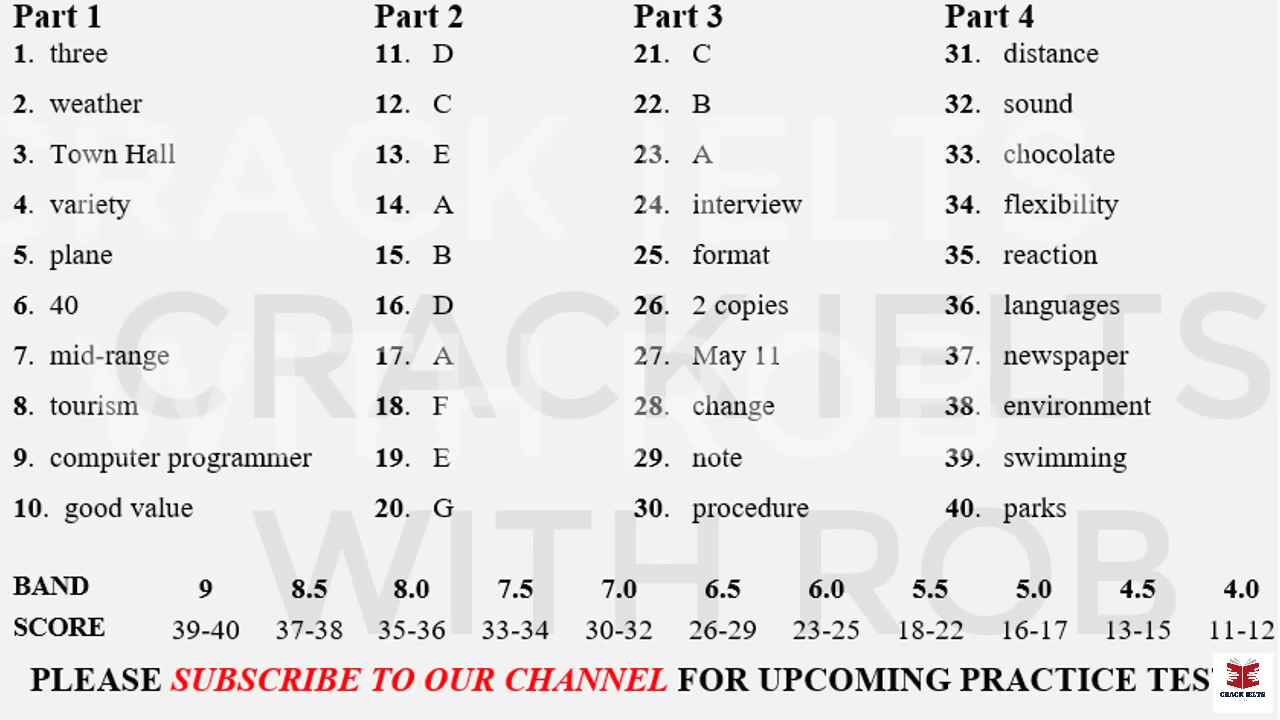 Part 1 Part 2 Part 3 Part 4
1. three 11. D 21. C 31. distance
2. weather 12. C 22. B 32. sound
3. Town Hall 13. E 23. A 33. chocolate
4. variety 14. A 24. interview 34. flexibility
5. plane 15. B 25. format 35. reaction
6. 40 16. D 26. 2 copies 36. languages
7. mid-range 17. A 27. May 11 37. newspaper
8. tourism 18. F 28. change 38. environment
9. computer programmer 19. E 29. note 39. swimming
10. good value 20. G 30. procedure 40. parks
BAND 9 8.5 8.0 7.5 7.0 6.5 6.0 5.5 5.0 4.5 4.0
SCORE 39-40 37-38 35-36 33-34 30-32 26-29 23-25 18-22 16-17 13-15 11-12
PLEASE SUBSCRIBE TO OUR CHANNEL FOR UPCOMING PRACTICE TES
CRACK IELTS
CRACK IELTS
WITH ROB
CRACK IELTS
WITH ROB